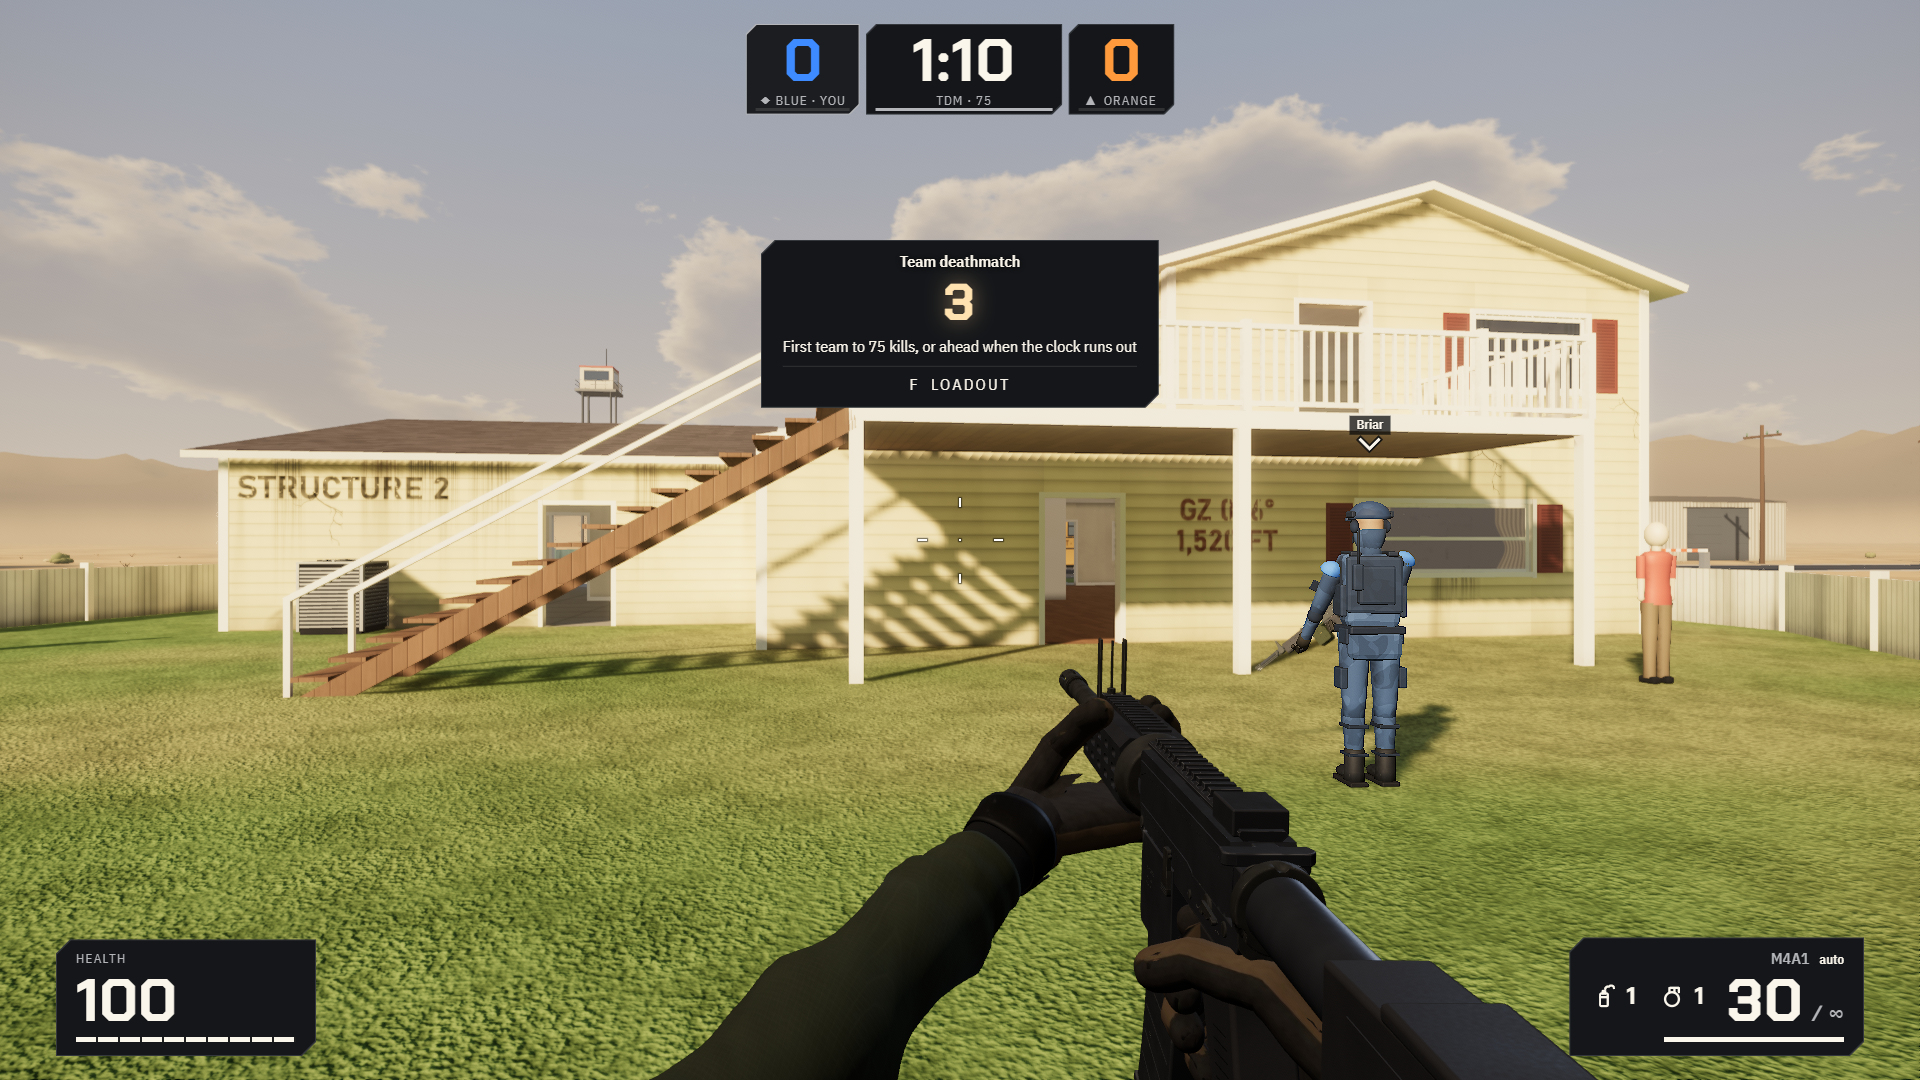 0
BLUE · YOU
1:10
TDM · 75
0
ORANGE
Team deathmatch
3
First team to 75 kills, or ahead when the clock runs out
F LOADOUT
Briar
STRUCTURE 2
GZ
1,520 FT
HEALTH
100
M4A1 auto
1 1 30 / ∞